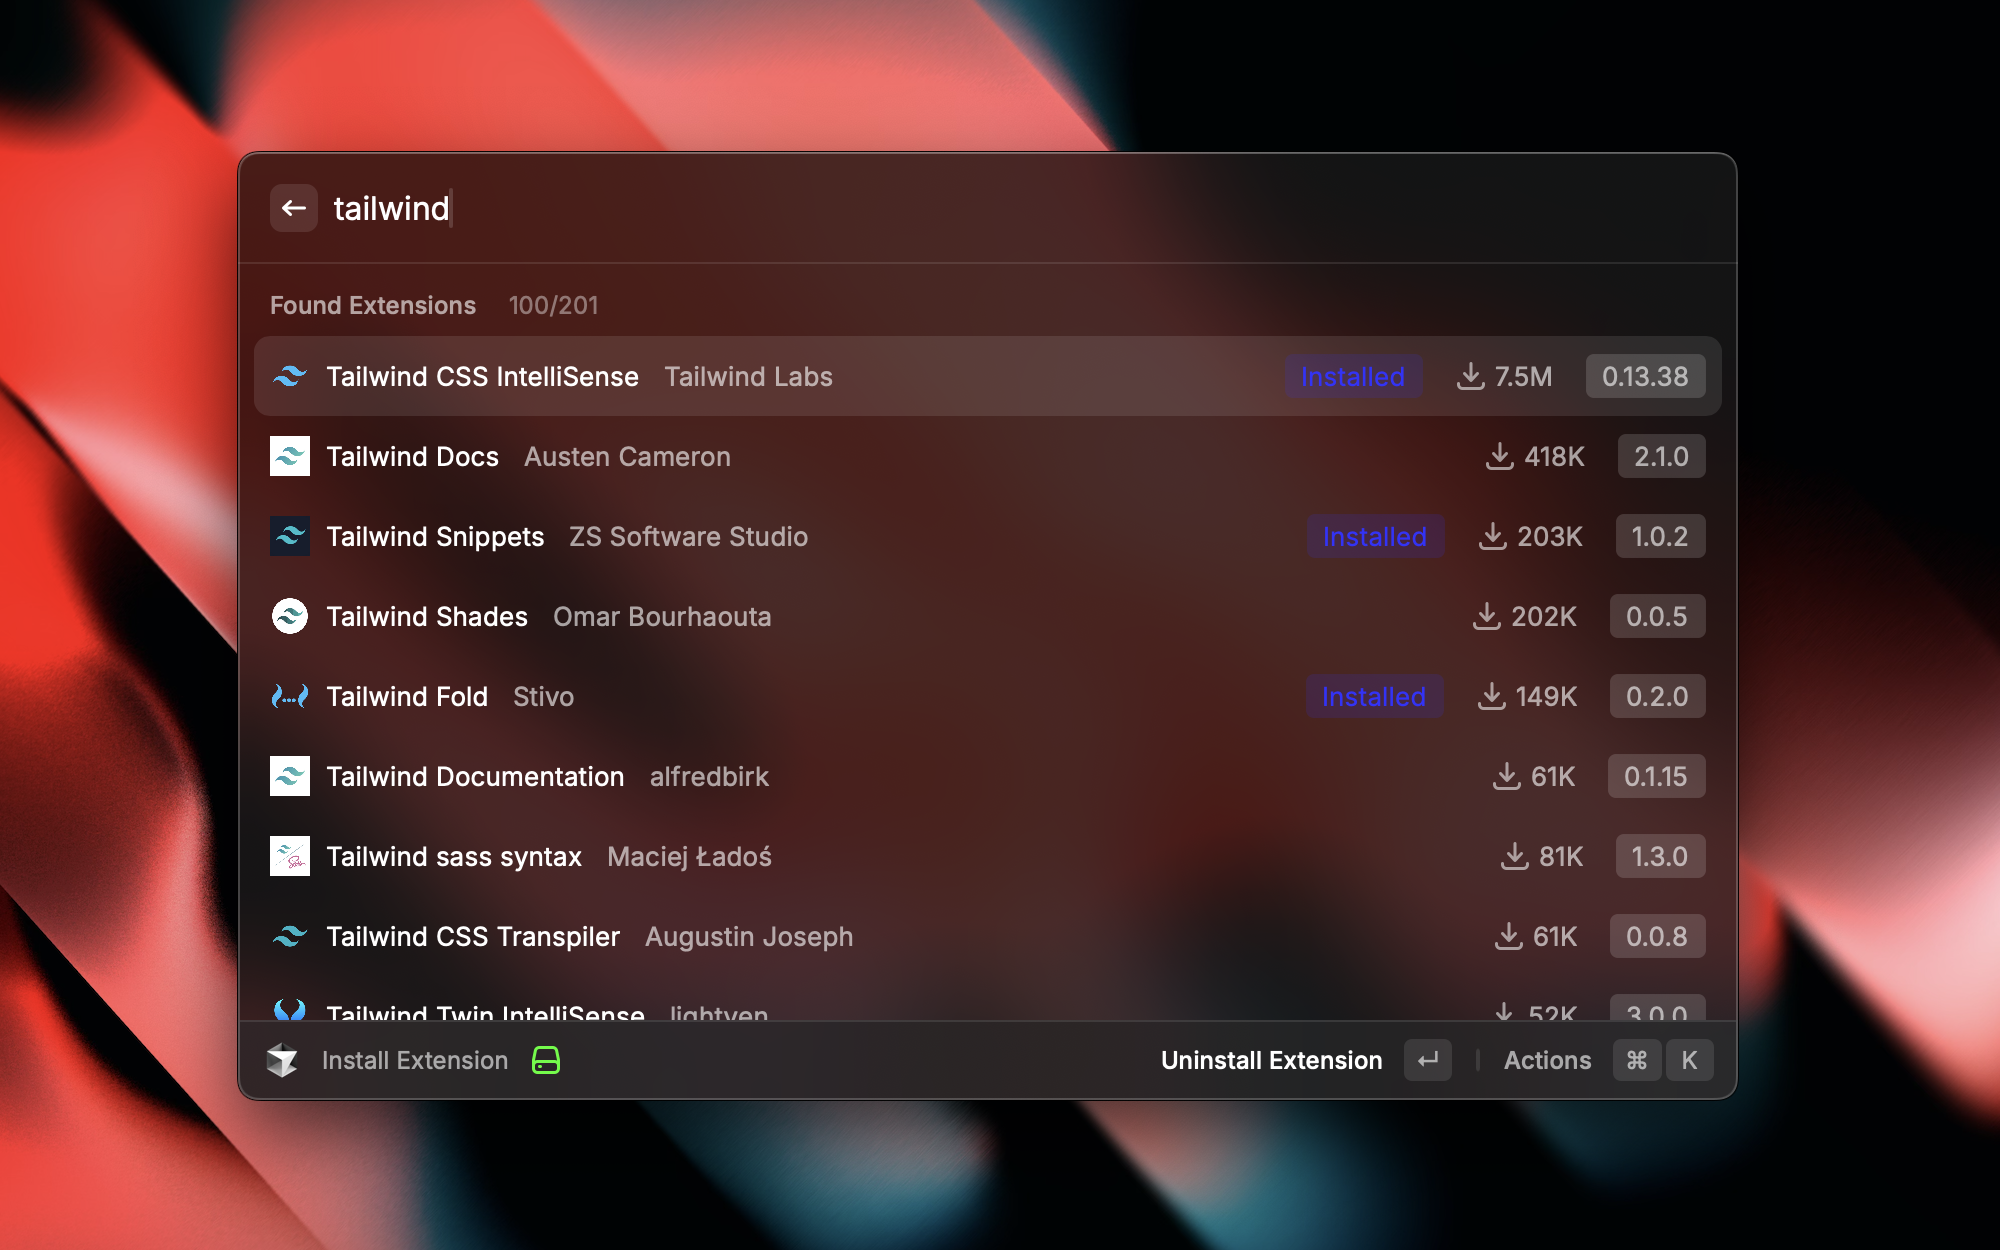 tailwind
Found Extensions 100/201
Tailwind CSS IntelliSense Tailwind Labs Installed 7.5M 0.13.38
Tailwind Docs Austen Cameron 418K 2.1.0
Tailwind Snippets ZS Software Studio Installed 203K 1.0.2
Tailwind Shades Omar Bourhaouta 202K 0.0.5
Tailwind Fold Stivo Installed 149K 0.2.0
Tailwind Documentation alfredbirk 61K 0.1.15
Tailwind sass syntax Maciej Ładoś 81K 1.3.0
Tailwind CSS Transpiler Augustin Joseph 61K 0.0.8
Tailwind Twin IntelliSense lightyen 52K 3.0.0
Install Extension Uninstall Extension ↵ Actions ⌘ K